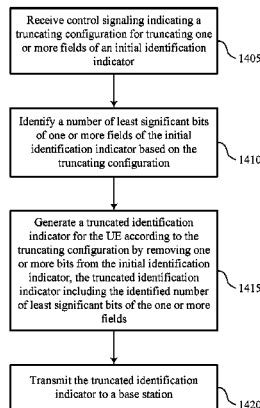 Receive control signaling indicating a
truncating configuration for truncating one
or more fields of an initial identification
indicator
1405
Identify a number of least significant bits
of one or more fields of the initial
identification indicator based on the
truncating configuration
1410
Generate a truncated identification
indicator for the UE according to the
truncating configuration by removing one
or more bits from the initial identification
indicator, the truncated identification
indicator including the identified number
of least significant bits of the one or more
fields
1415
Transmit the truncated identification
indicator to a base station
1420